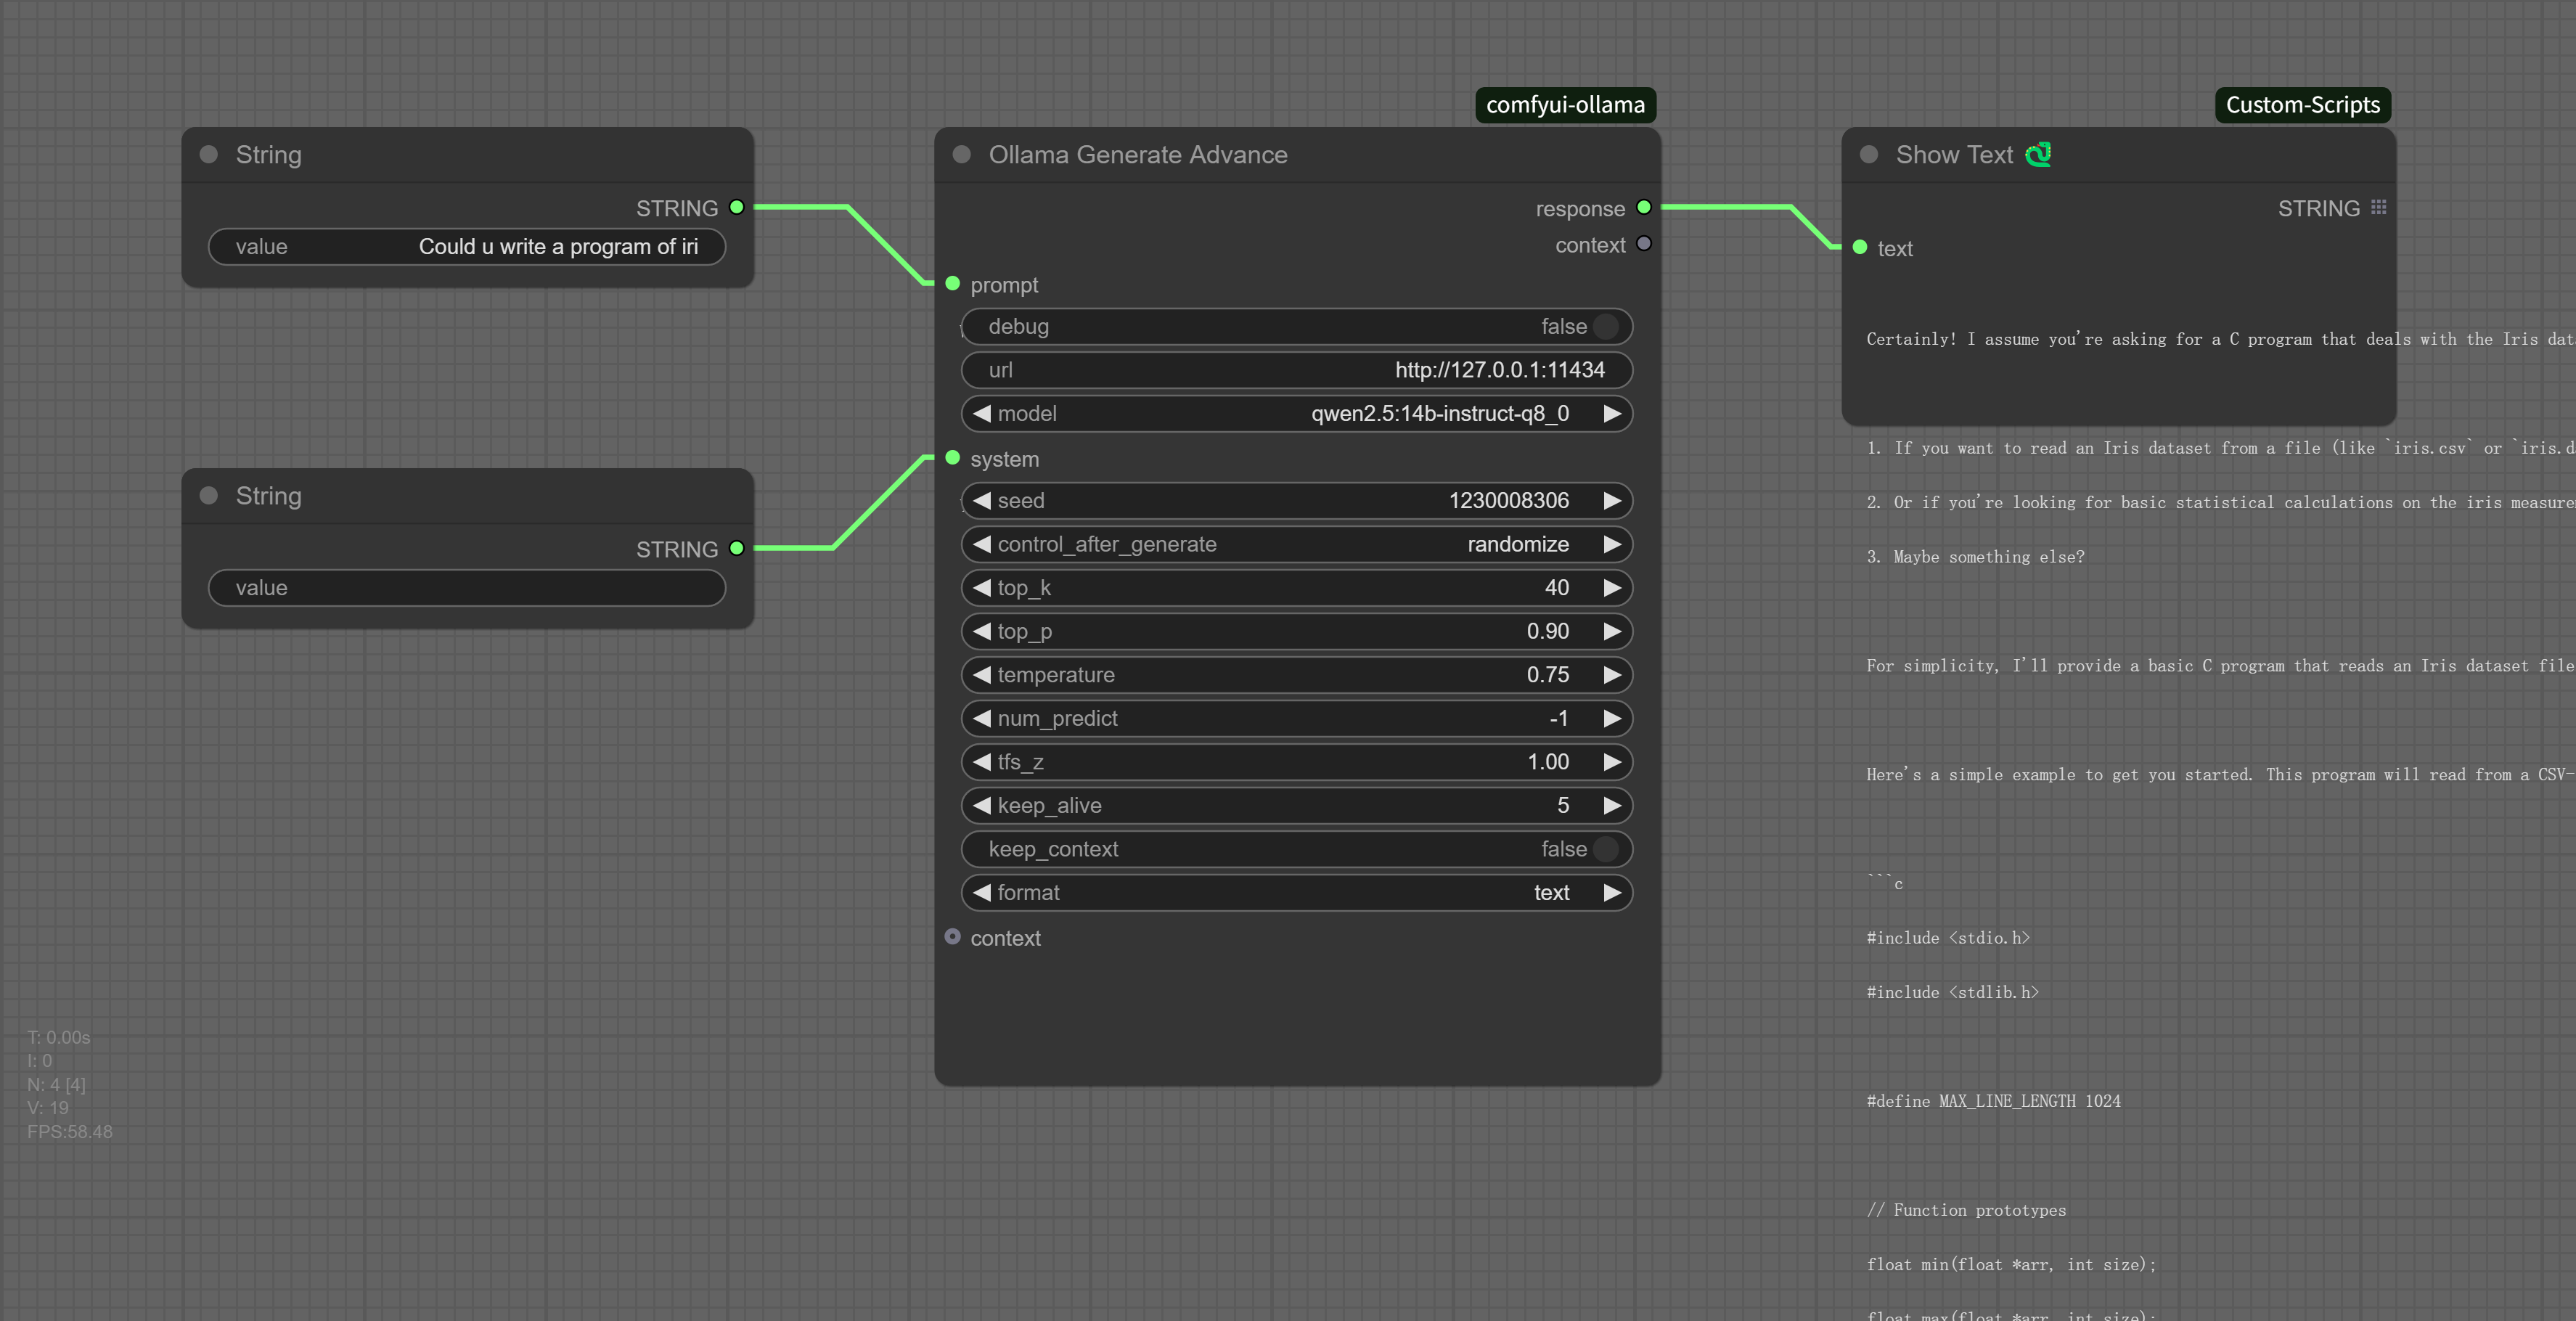 comfyui-ollama
Custom-Scripts
String
STRING
value Could u write a program of iri
String
STRING
value
Ollama Generate Advance
response
context
prompt
debug false
url http://127.0.0.1:11434
model qwen2.5:14b-instruct-q8_0
system
seed 1230008306
control_after_generate randomize
top_k 40
top_p 0.90
temperature 0.75
num_predict -1
tfs_z 1.00
keep_alive 5
keep_context false
format text
context
Show Text
STRING
text
Certainly! I assume you're asking for a C program that deals with the Iris dat
1. If you want to read an Iris dataset from a file (like `iris.csv` or `iris.d
2. Or if you're looking for basic statistical calculations on the iris measure
3. Maybe something else?
For simplicity, I'll provide a basic C program that reads an Iris dataset file
Here's a simple example to get you started. This program will read from a CSV-
```c
#include <stdio.h>
#include <stdlib.h>
#define MAX_LINE_LENGTH 1024
// Function prototypes
float min(float *arr, int size);
float max(float *arr, int size);
T: 0.00s
I: 0
N: 4 [4]
V: 19
FPS:58.48